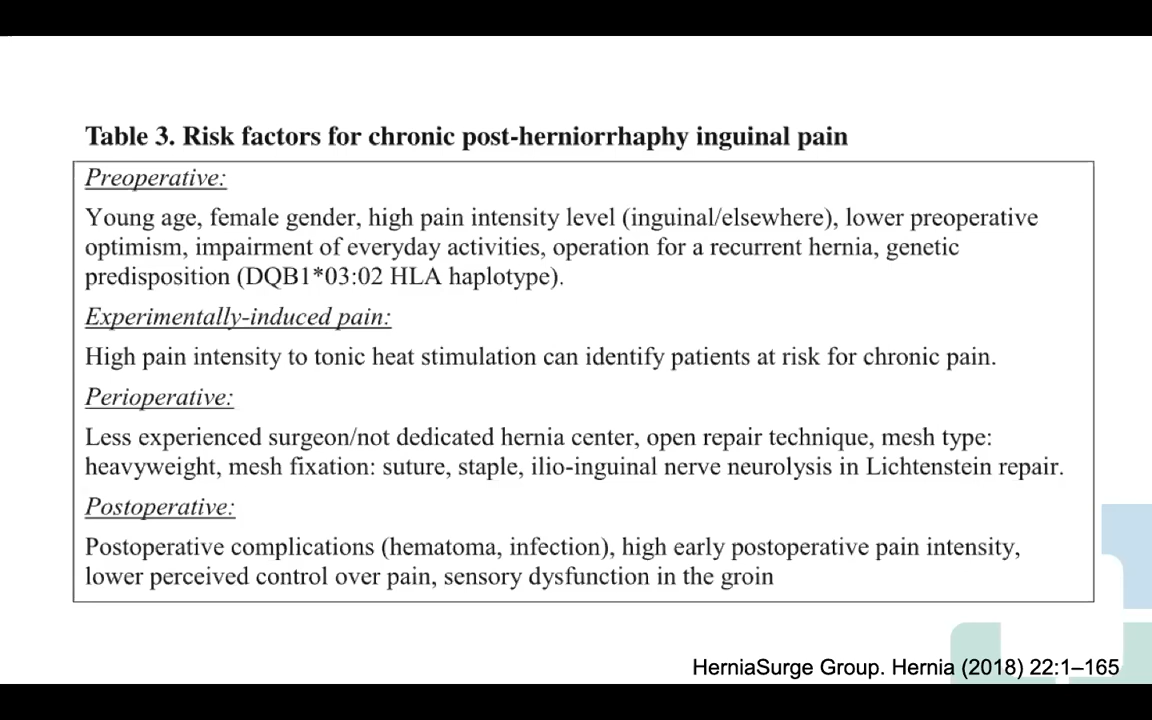 Table 3. Risk factors for chronic post-herniorrhaphy inguinal pain
Preoperative:
Young age, female gender, high pain intensity level (inguinal/elsewhere), lower preoperative
optimism, impairment of everyday activities, operation for a recurrent hernia, genetic
predisposition (DQB1*03:02 HLA haplotype).
Experimentally-induced pain:
High pain intensity to tonic heat stimulation can identify patients at risk for chronic pain.
Perioperative:
Less experienced surgeon/not dedicated hernia center, open repair technique, mesh type:
heavyweight, mesh fixation: suture, staple, ilio-inguinal nerve neurolysis in Lichtenstein repair.
Postoperative:
Postoperative complications (hematoma, infection), high early postoperative pain intensity,
lower perceived control over pain, sensory dysfunction in the groin
HerniaSurge Group. Hernia (2018) 22:1–165